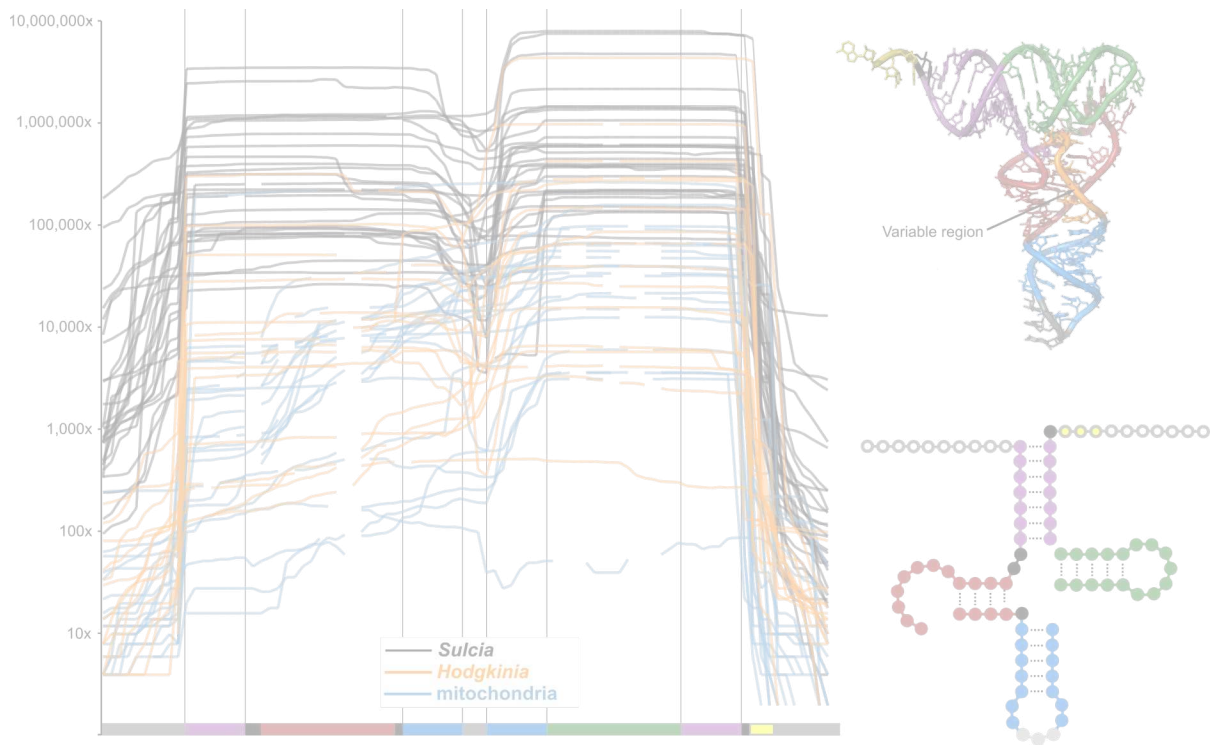 10,000,000x
1,000,000x
100,000x
10,000x
1,000x
100x
10x
Sulcia
Hodgkinia
mitochondria
Variable region